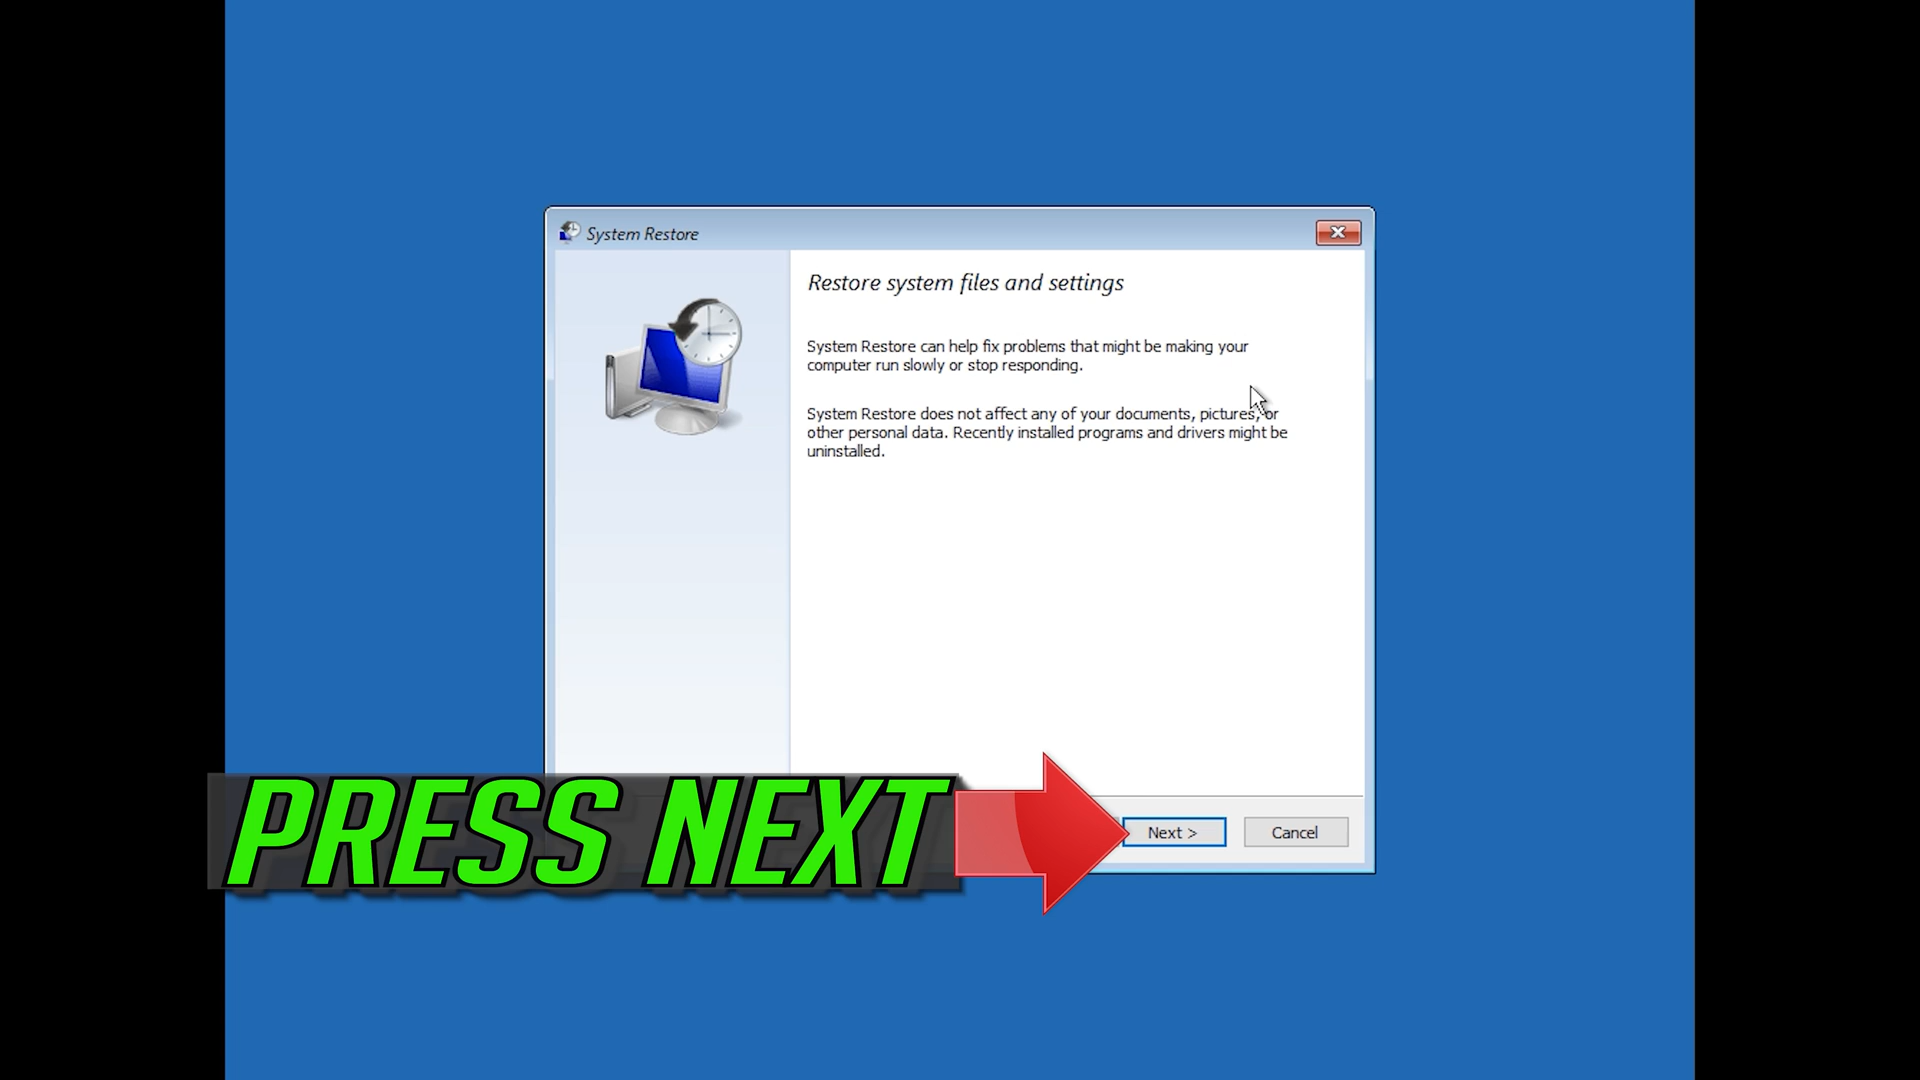 System Restore
Restore system files and settings
System Restore can help fix problems that might be making your
computer run slowly or stop responding.
System Restore does not affect any of your documents, pictures, or
other personal data. Recently installed programs and drivers might be
uninstalled.
PRESS NEXT
Next >
Cancel